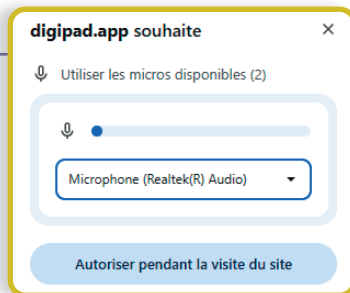 digipad.app souhaite
Utiliser les micros disponibles (2)
Microphone (Realtek(R) Audio)
Autoriser pendant la visite du site